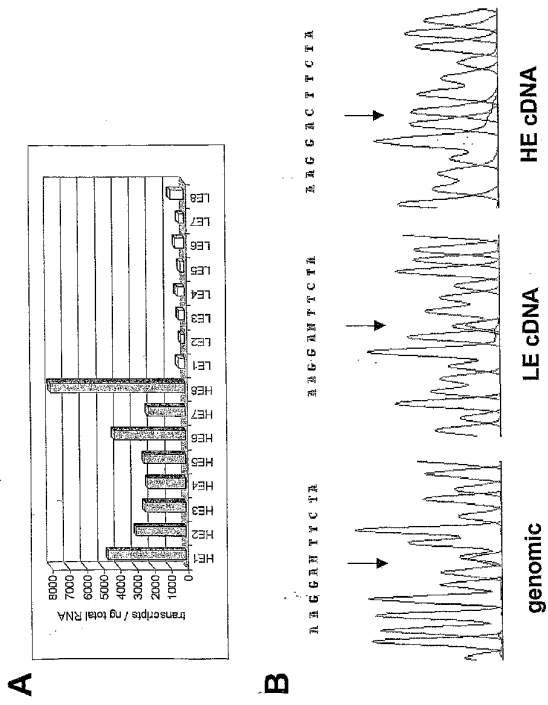 A
transcripts / ng total RNA
8000
7000
6000
5000
4000
3000
2000
1000
0
HE1 HE2 HE3 HE4 HE5 HE6 HE7 HE8 LE1 LE2 LE3 LE4 LE5 LE6 LE7 LE8
B
A A G G A N T T C T A
A A G G A N T T C T A
A A G G A C T T C T A
genomic
LE cDNA
HE cDNA